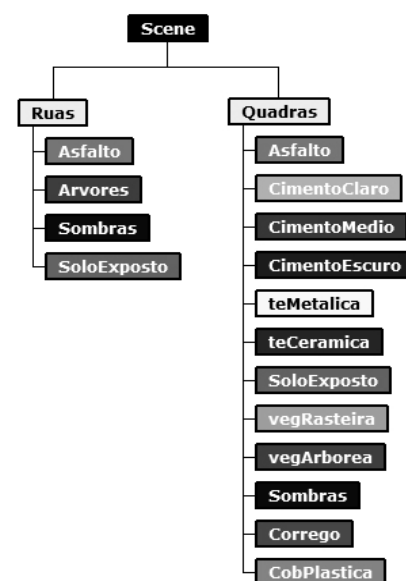 Scene
Ruas
Asfalto
Arvores
Sombras
SoloExposto
Quadras
Asfalto
CimentoClaro
CimentoMedio
CimentoEscuro
teMetalica
teCeramica
SoloExposto
vegRasteira
vegArborea
Sombras
Corrego
CobPlastica